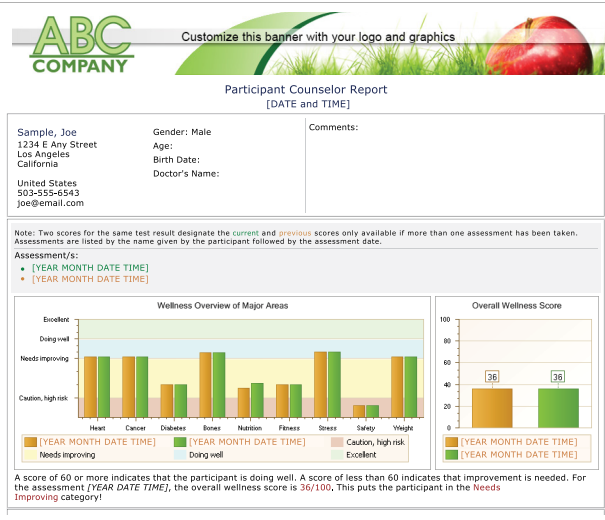 ABC
COMPANY
Customize this banner with your logo and graphics
Participant Counselor Report
[DATE and TIME]
Sample, Joe
1234 E Any Street
Los Angeles
California
United States
503-555-6543
joe@email.com
Gender: Male
Age:
Birth Date:
Doctor's Name:
Comments:
Note: Two scores for the same test result designate the current and previous scores only available if more than one assessment has been taken.
Assessments are listed by the name given by the participant followed by the assessment date.
Assessment/s:
[YEAR MONTH DATE TIME]
[YEAR MONTH DATE TIME]
Wellness Overview of Major Areas
Excellent
Doing well
Needs improving
Caution, high risk
Heart Cancer Diabetes Bones Nutrition Fitness Stress Safety Weight
[YEAR MONTH DATE TIME] [YEAR MONTH DATE TIME] Caution, high risk
Needs improving Doing well Excellent
Overall Wellness Score
100
80
60
40
20
0
36 36
[YEAR MONTH DATE TIME]
[YEAR MONTH DATE TIME]
A score of 60 or more indicates that the participant is doing well. A score of less than 60 indicates that improvement is needed. For
the assessment [YEAR DATE TIME], the overall wellness score is 36/100. This puts the participant in the Needs
Improving category!